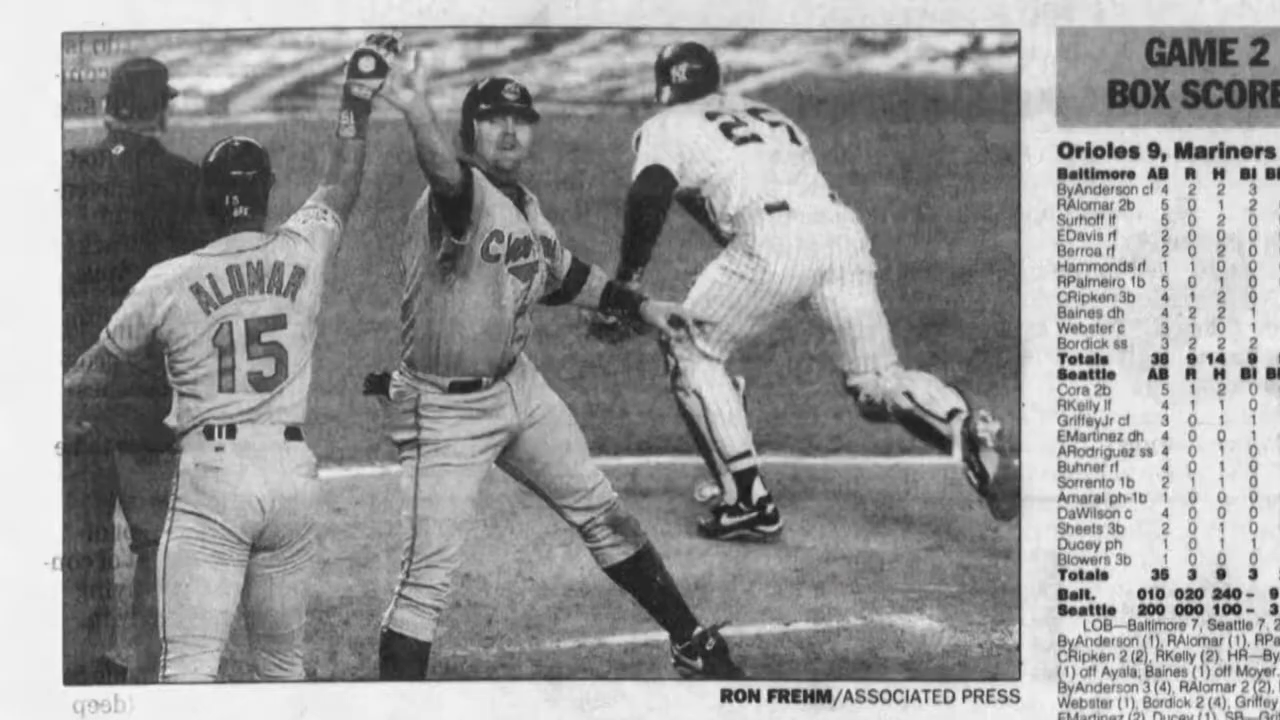 NY
29
15
ALOMAR
15
RON FREHM/ASSOCIATED PRESS
GAME 2
BOX SCORE
Orioles 9, Mariners
Baltimore AB R H BI
ByAnderson cf 4 2 2 3
RAlomar 2b 5 0 1 2
Surhoff lf 5 0 2 0
EDavis rf 2 0 0 0
Berroa rf 2 0 2 0
Hammonds rf 1 1 0 0
RPalmeiro 1b 5 0 1 0
CRipken 3b 4 1 2 0
Baines dh 4 2 2 1
Webster c 3 1 0 1
Bordick ss 3 2 2 2
Totals 38 9 14 9
Seattle AB R H BI
Cora 2b 5 1 2 0
RKelly lf 4 1 1 0
GriffeyJr cf 3 0 1 1
EMartinez dh 4 0 0 1
ARodriguez ss 4 0 1 0
Buhner rf 4 0 1 0
Sorrento 1b 2 1 1 0
Amaral ph-1b 1 0 0 0
DaWilson c 4 0 0 0
Sheets 3b 2 0 1 0
Ducey ph 1 0 1 1
Blowers 3b 1 0 0 0
Totals 35 3 9 3
Balt. 010 020 240 - 9
Seattle 200 000 100 - 3
LOB—Baltimore 7, Seattle 7. 2
ByAnderson (1), RAlomar (1), RPa
CRipken 2 (2), RKelly (2). HR—By
(1) off Ayala, Baines (1) off Moyer.
ByAnderson 3 (4), RAlomar 2 (2),
Webster (1), Bordick 2 (4), Griffey
EMartinez (2), Ducey (1). SB—